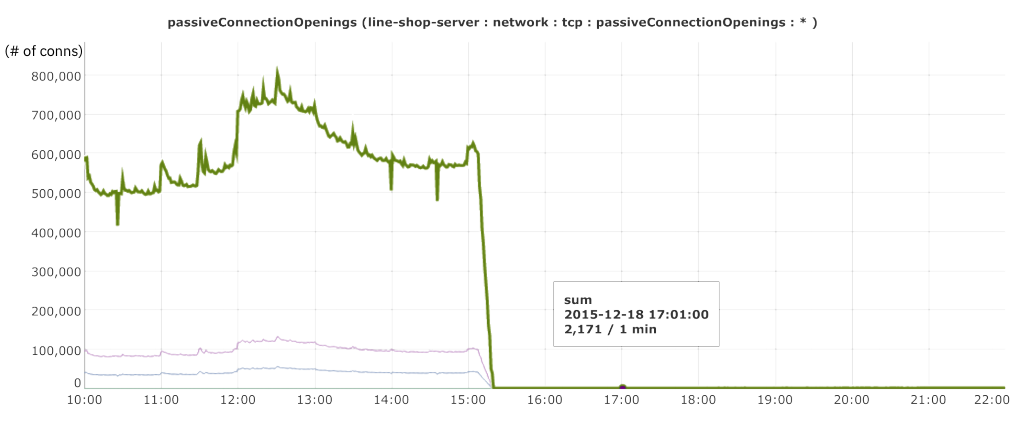 passiveConnectionOpenings (line-shop-server : network : tcp : passiveConnectionOpenings : * )
(# of conns)
800,000
700,000
600,000
500,000
400,000
300,000
200,000
100,000
0
sum
2015-12-18 17:01:00
2,171 / 1 min
10:00 11:00 12:00 13:00 14:00 15:00 16:00 17:00 18:00 19:00 20:00 21:00 22:00